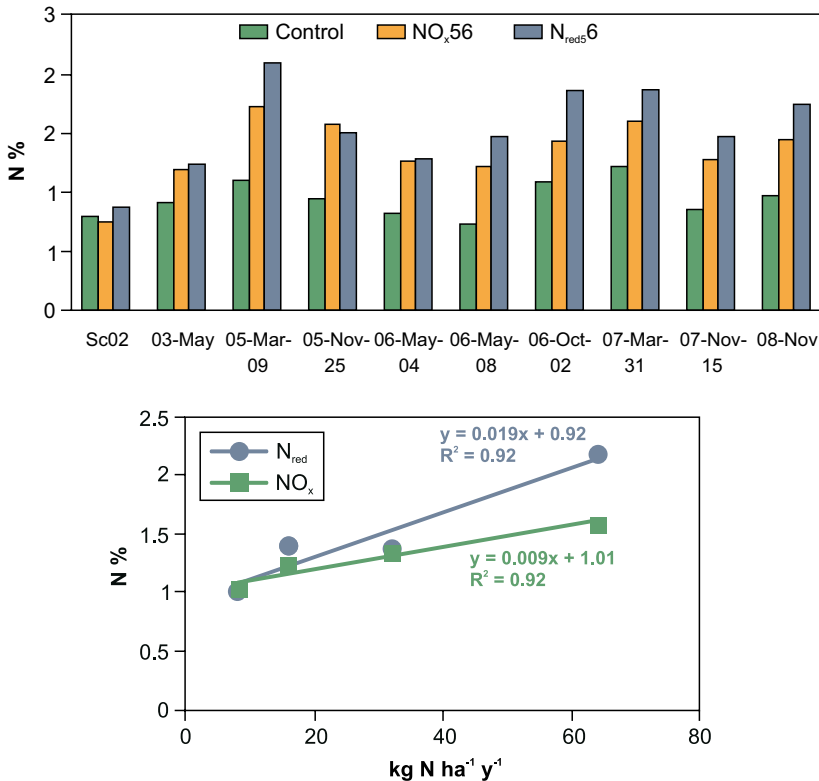 3
2
2
1
1
0
N %
Control
NOₓ56
N_red56
Sc02
03-May
05-Mar-09
05-Nov-25
06-May-04
06-May-08
06-Oct-02
07-Mar-31
07-Nov-15
08-Nov
2.5
2
1.5
1
0.5
0
N %
N_red
NOₓ
y = 0.019x + 0.92
R² = 0.92
y = 0.009x + 1.01
R² = 0.92
0
20
40
60
80
kg N ha⁻¹ y⁻¹